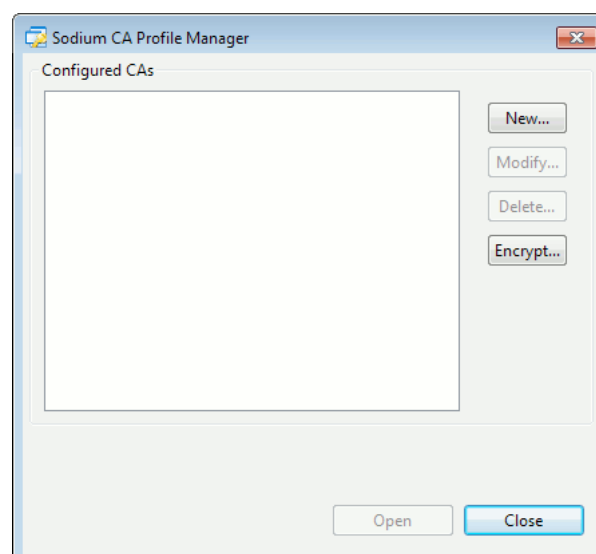 Sodium CA Profile Manager
Configured CAs
New...
Modify...
Delete...
Encrypt...
Open
Close